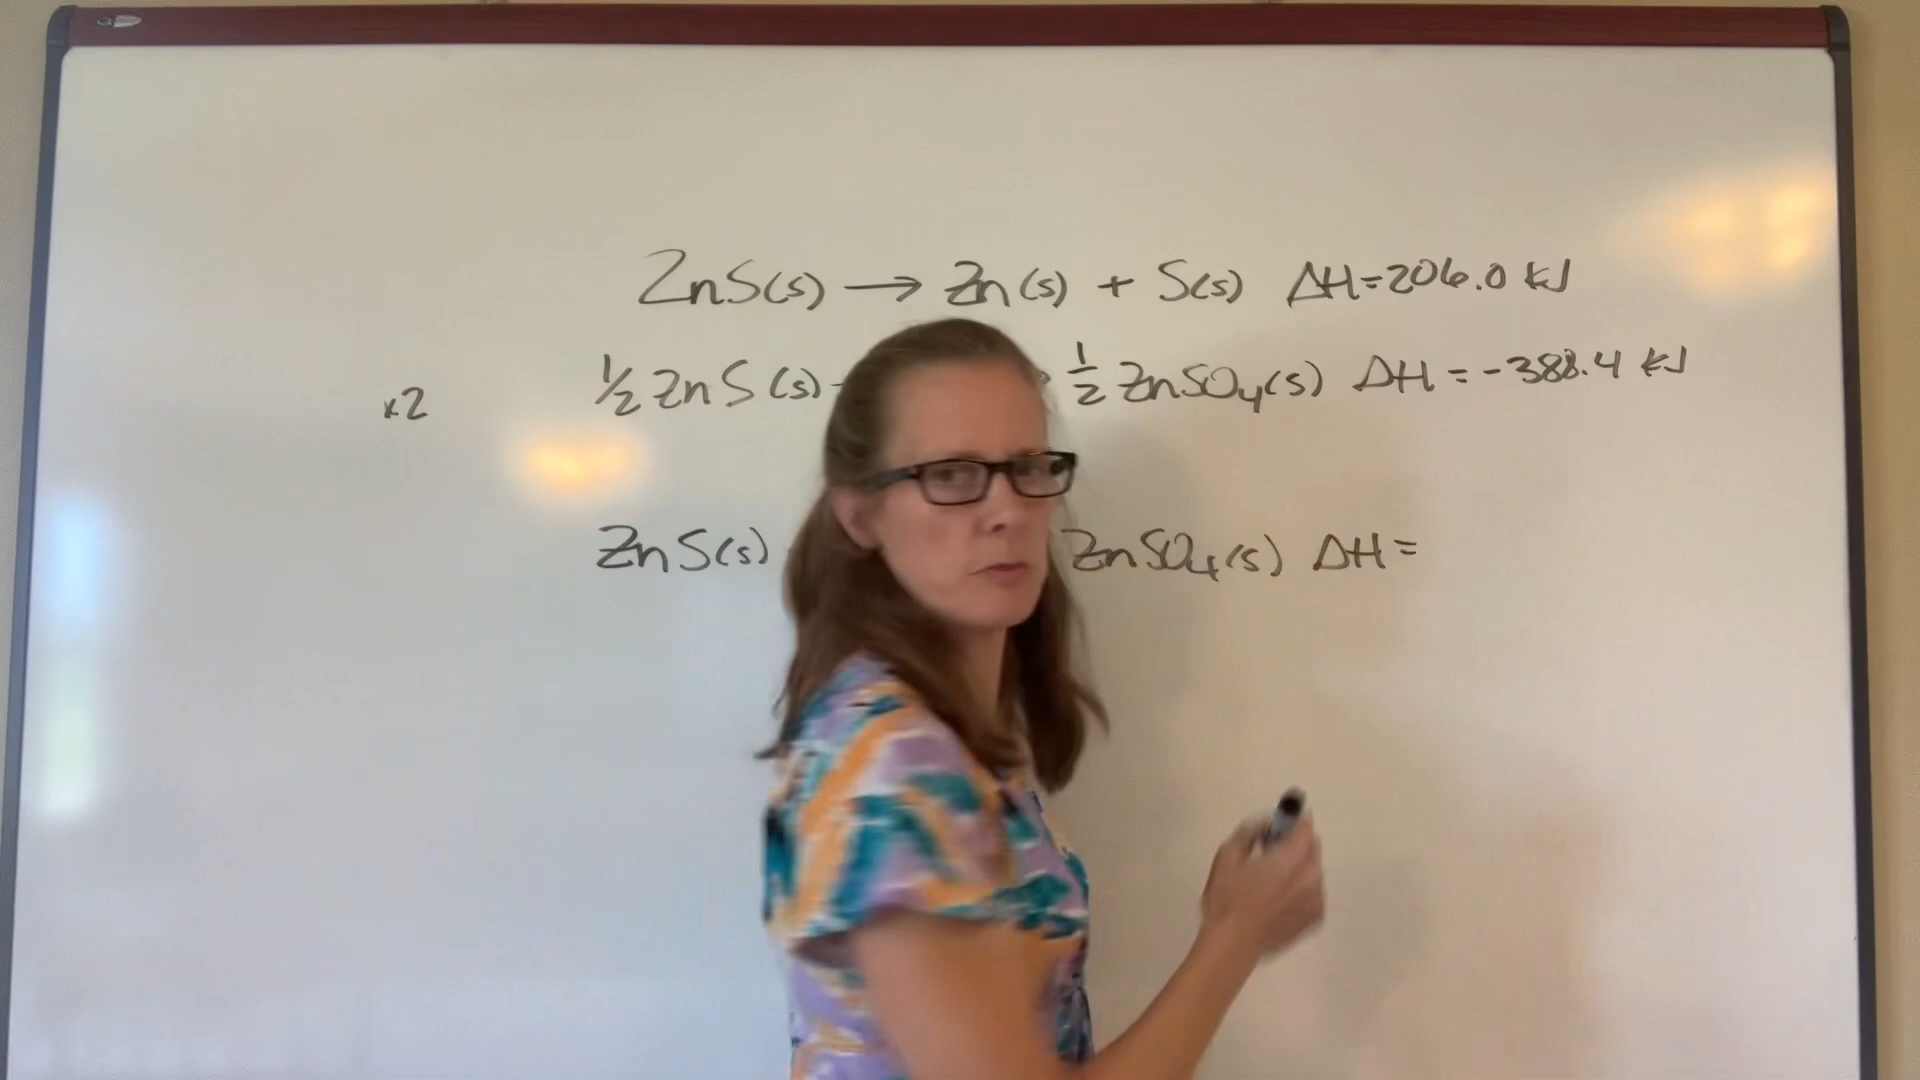 ZnS(s) → Zn(s) + S(s) ΔH=206.0 kJ
x2 ½ ZnS(s) ½ ZnSO₄(s) ΔH = -388.4 kJ
ZnS(s) ZnSO₄(s) ΔH =